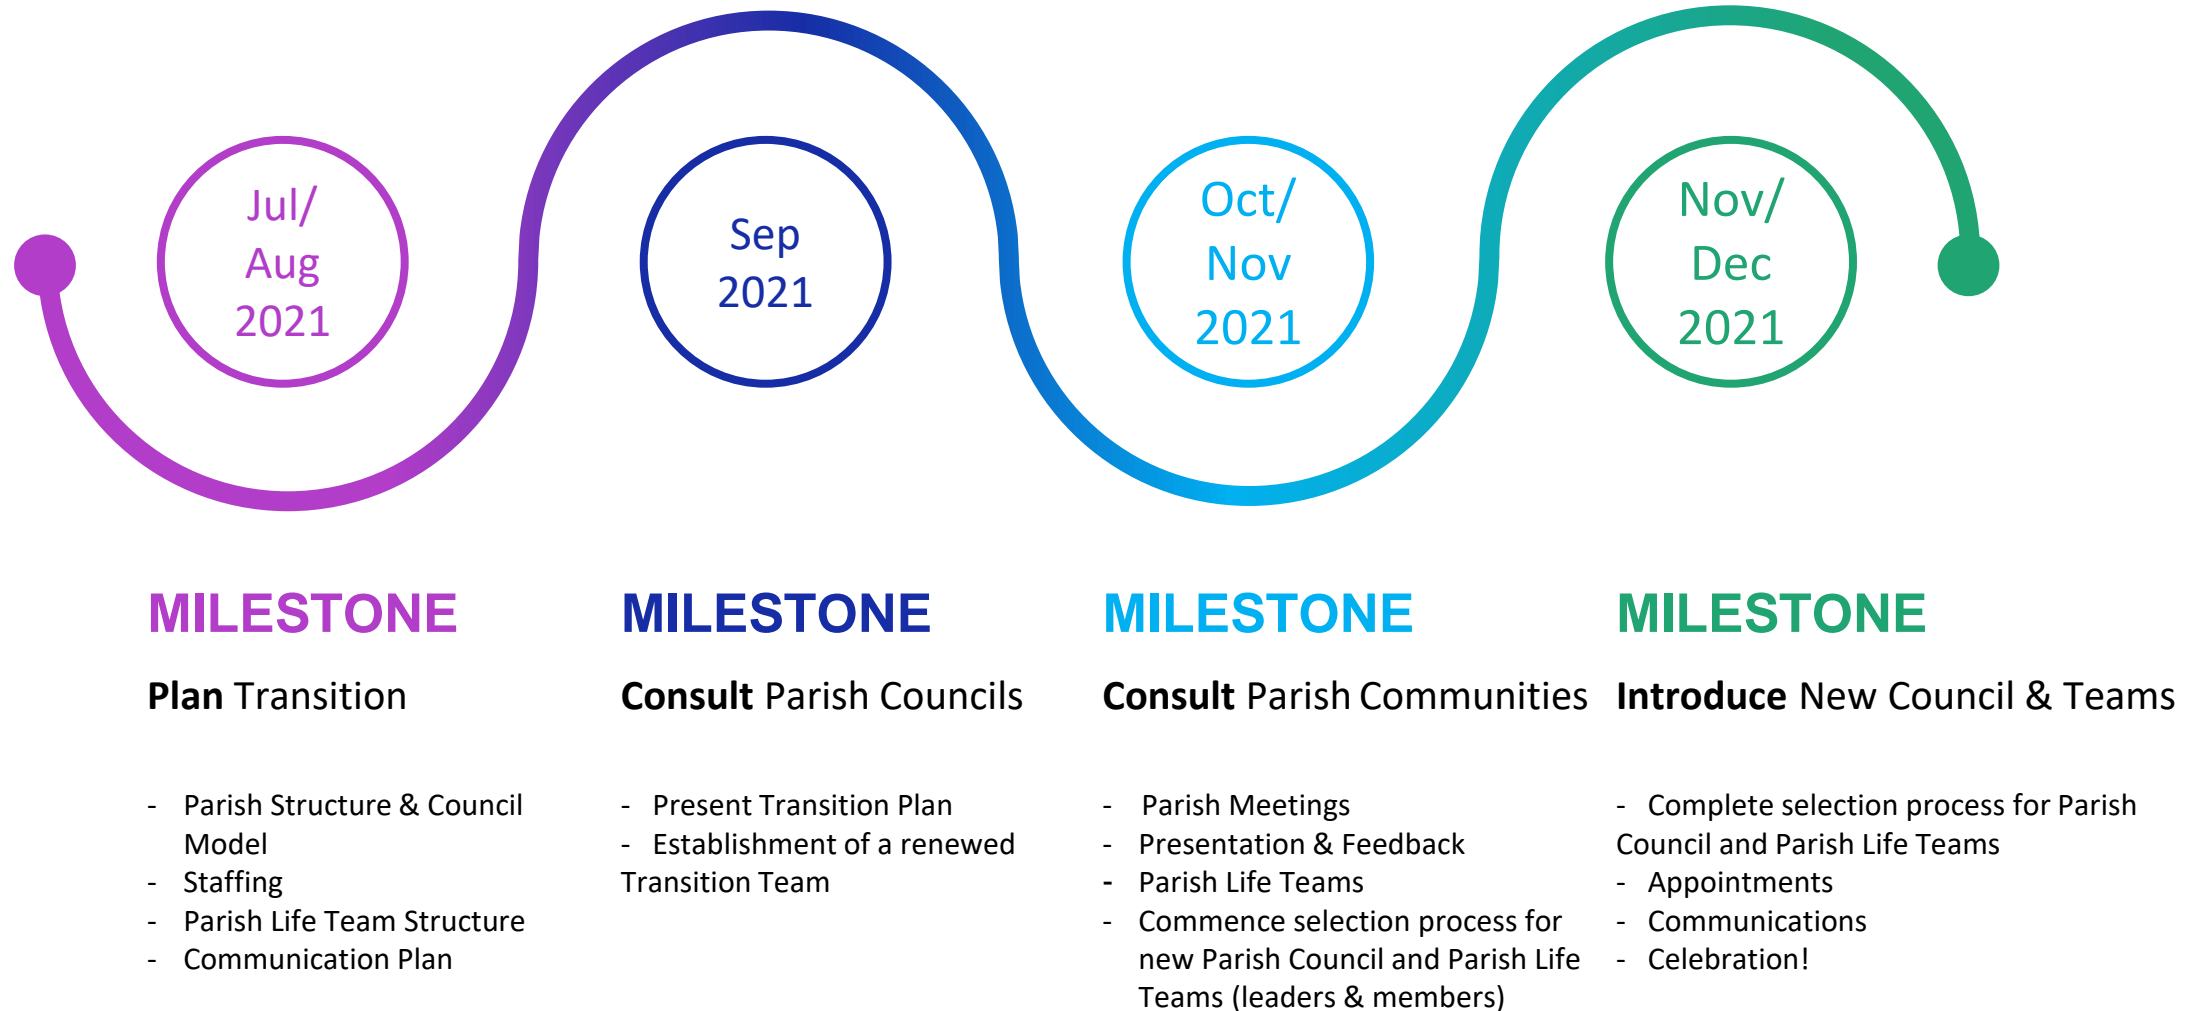 Jul/
Aug
2021
Sep
2021
Oct/
Nov
2021
Nov/
Dec
2021
MILESTONE
Plan Transition
- Parish Structure & Council
Model
- Staffing
- Parish Life Team Structure
- Communication Plan
MILESTONE
Consult Parish Councils
- Present Transition Plan
- Establishment of a renewed
Transition Team
MILESTONE
Consult Parish Communities
- Parish Meetings
- Presentation & Feedback
- Parish Life Teams
- Commence selection process for
new Parish Council and Parish Life
Teams (leaders & members)
MILESTONE
Introduce New Council & Teams
- Complete selection process for Parish
Council and Parish Life Teams
- Appointments
- Communications
- Celebration!